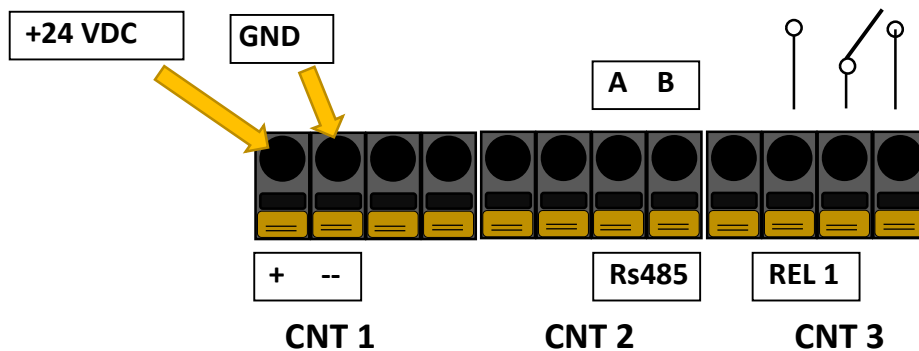 +24 VDC
GND
A B
+ --
Rs485
REL 1
CNT 1
CNT 2
CNT 3